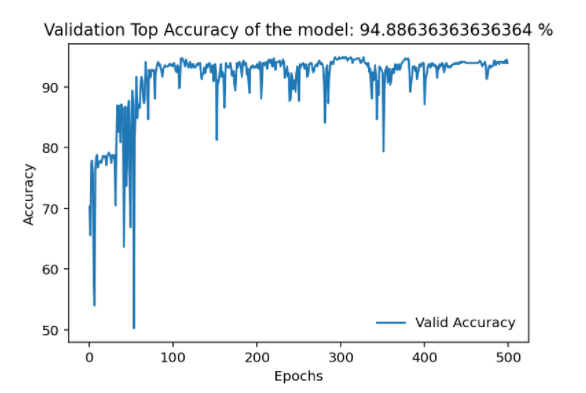 Validation Top Accuracy of the model: 94.88636363636364 %
90
80
70
60
50
Accuracy
Valid Accuracy
0 100 200 300 400 500
Epochs